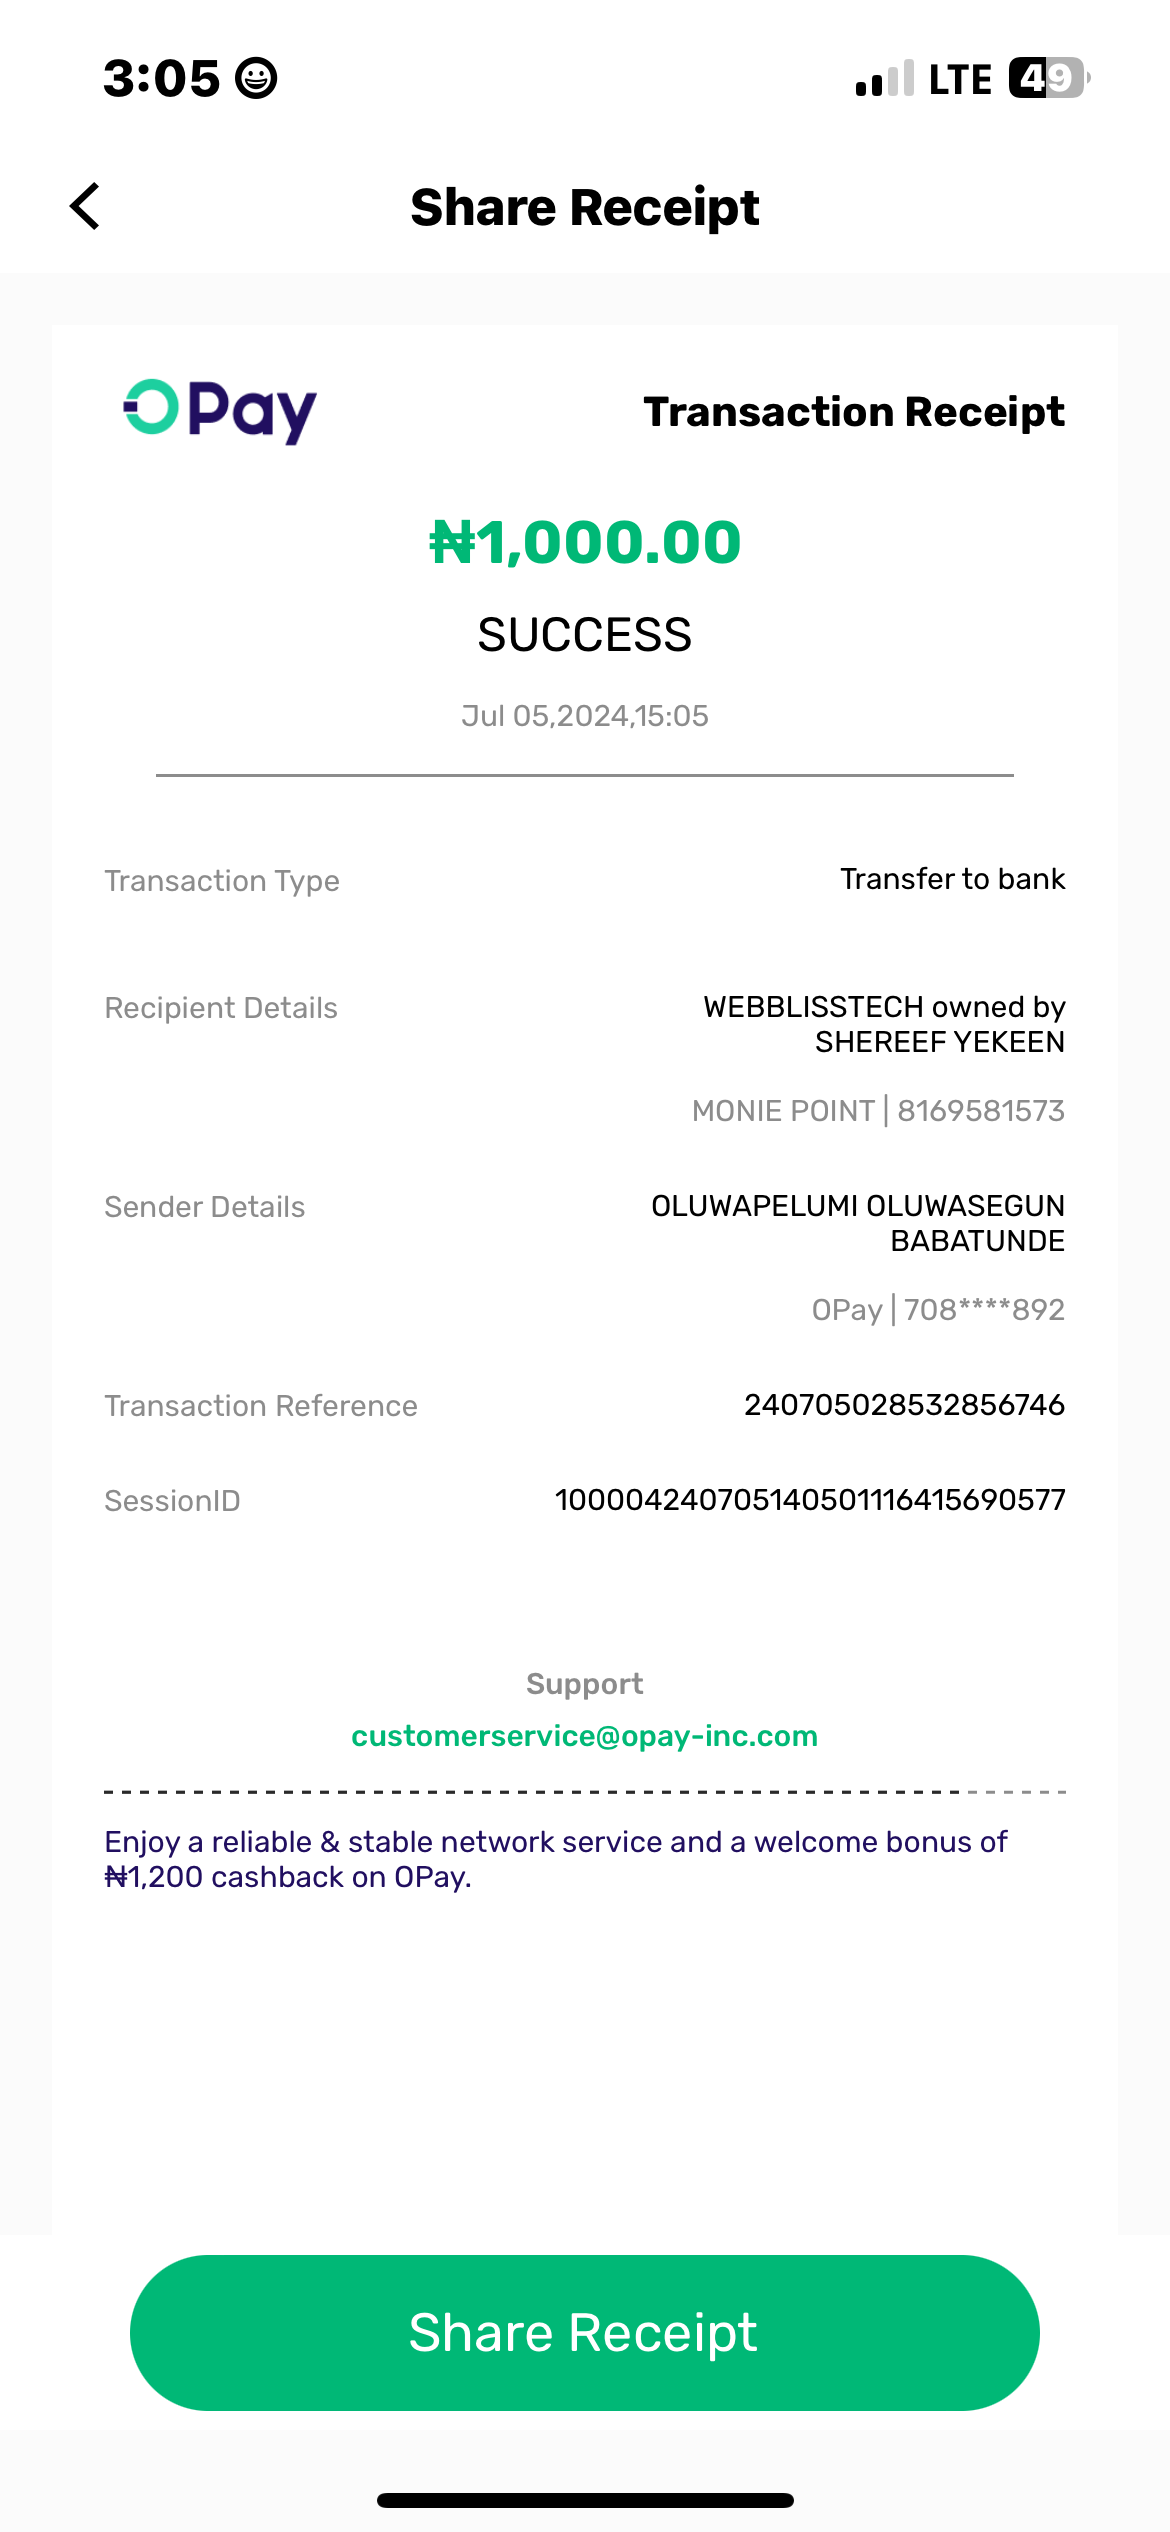 3:05
LTE 49
Share Receipt
OPay
Transaction Receipt
₦1,000.00
SUCCESS
Jul 05,2024,15:05
Transaction Type Transfer to bank
Recipient Details WEBBLISSTECH owned by
SHEREEF YEKEEN
MONIE POINT | 8169581573
Sender Details OLUWAPELUMI OLUWASEGUN
BABATUNDE
OPay | 708****892
Transaction Reference 240705028532856746
SessionID 100004240705140501116415690577
Support
customerservice@opay-inc.com
Enjoy a reliable & stable network service and a welcome bonus of
₦1,200 cashback on OPay.
Share Receipt